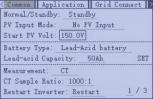 Common Application Grid Connect
Normal/Standby: Standby
PV Input Mode: No PV Input
Start PV Volt: 150.0V
Battery Type: Lead-Acid battery
Lead-acid Capacity: 50Ah SET
Measurement: CT
CT Sample Ratio: 1000:1
Restart Inverter: Restart 1 / 3